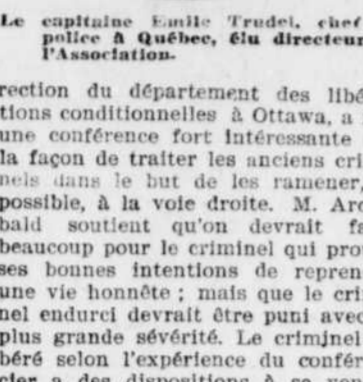 Le capitaine Emile Trudel, chef
police à Québec, élu directeur
l'Association.
rection du département des libé
tions conditionnelles à Ottawa, a
une conférence fort intéressante
la façon de traiter les anciens cri
nels dans le but de les ramener,
possible, à la voie droite. M. Arc
bald soutient qu'on devrait fa
beaucoup pour le criminel qui pro
ses bonnes intentions de repren
une vie honnête ; mais que le cri
nel endurci devrait être puni avec
plus grande sévérité. Le criminel
béré selon l'expérience du confér
cier a des dispositions à se